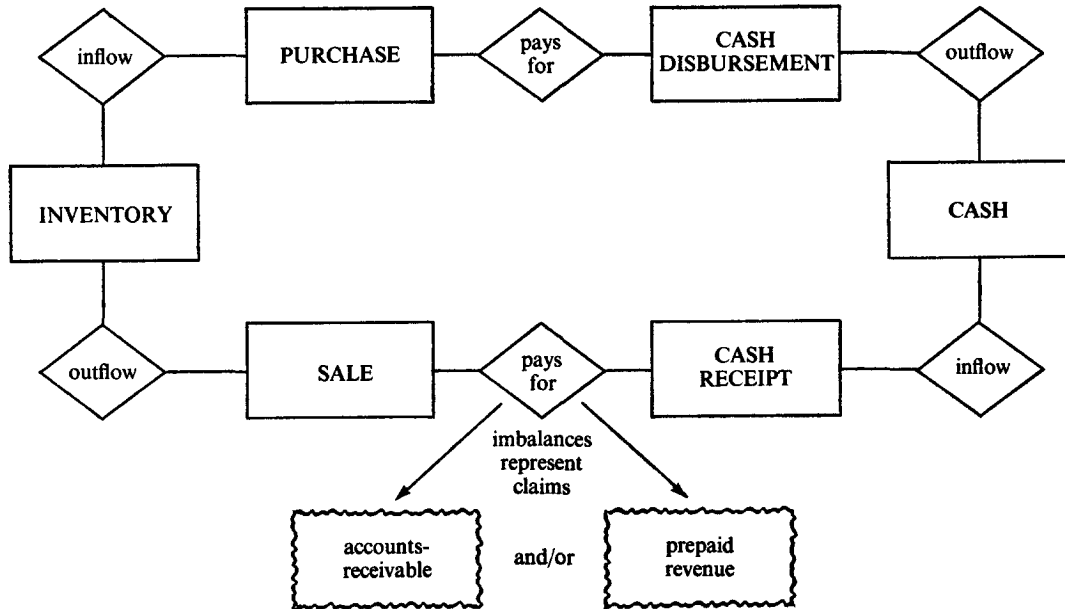 inflow
PURCHASE
pays
for
CASH
DISBURSEMENT
outflow
INVENTORY
CASH
outflow
SALE
pays
for
CASH
RECEIPT
inflow
imbalances
represent
claims
accounts-
receivable
and/or
prepaid
revenue